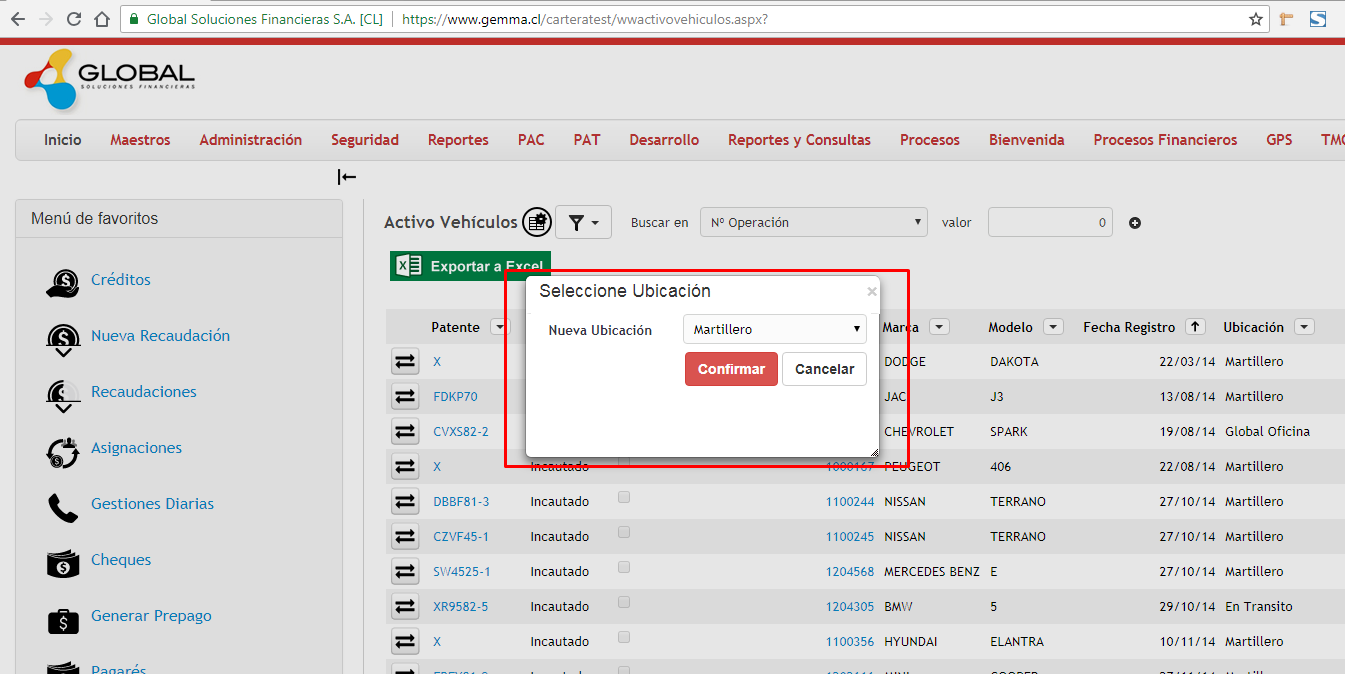 Global Soluciones Financieras S.A. [CL] https://www.gemma.cl/carteratest/wwactivovehiculos.aspx?
GLOBAL
SOLUCIONES FINANCIERAS
Inicio Maestros Administración Seguridad Reportes PAC PAT Desarrollo Reportes y Consultas Procesos Bienvenida Procesos Financieros GPS
Menú de favoritos
Créditos
Nueva Recaudación
Recaudaciones
Asignaciones
Gestiones Diarias
Cheques
Generar Prepago
Pagarés
Activo Vehículos Buscar en Nº Operación valor 0
Exportar a Excel
Seleccione Ubicación ×
Nueva Ubicación Martillero
Confirmar Cancelar
Patente Marca Modelo Fecha Registro Ubicación
X DODGE DAKOTA 22/03/14 Martillero
FDKP70 JAC J3 13/08/14 Martillero
CVXS82-2 CHEVROLET SPARK 19/08/14 Global Oficina
X Incautado 1000167 PEUGEOT 406 22/08/14 Martillero
DBBF81-3 Incautado 1100244 NISSAN TERRANO 27/10/14 Martillero
CZVF45-1 Incautado 1100245 NISSAN TERRANO 27/10/14 Martillero
SW4525-1 Incautado 1204568 MERCEDES BENZ E 27/10/14 Martillero
XR9582-5 Incautado 1204305 BMW 5 29/10/14 En Transito
X Incautado 1100356 HYUNDAI ELANTRA 10/11/14 Martillero